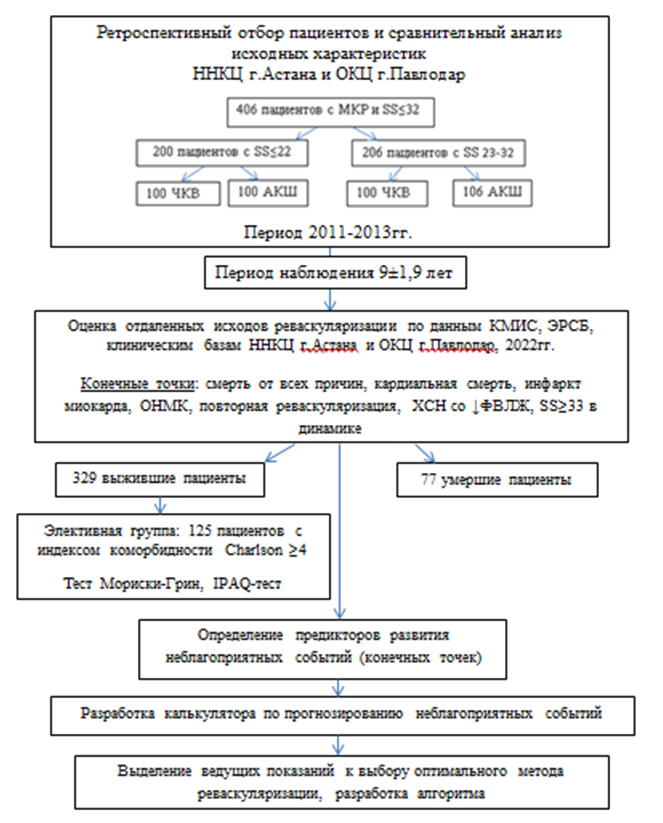 Ретроспективный отбор пациентов и сравнительный анализ
исходных характеристик
ННКЦ г.Астана и ОКЦ г.Павлодар
406 пациентов с МКР и SS≤32
200 пациентов с SS≤22
206 пациентов с SS 23-32
100 ЧКВ
100 АКШ
100 ЧКВ
106 АКШ
Период 2011-2013гг.
Период наблюдения 9±1,9 лет
Оценка отдаленных исходов реваскуляризации по данным КМИС, ЭРСБ,
клиническим базам ННКЦ г.Астана и ОКЦ г.Павлодар, 2022гг.
Конечные точки: смерть от всех причин, кардиальная смерть, инфаркт
миокарда, ОНМК, повторная реваскуляризация, ХСН со ↓ФВЛЖ, SS≥33 в
динамике
329 выжившие пациенты
77 умершие пациенты
Элективная группа: 125 пациентов с
индексом коморбидности Charlson ≥4
Тест Мориски-Грин, IPAQ-тест
Определение предикторов развития
неблагоприятных событий (конечных точек)
Разработка калькулятора по прогнозированию неблагоприятных событий
Выделение ведущих показаний к выбору оптимального метода
реваскуляризации, разработка алгоритма